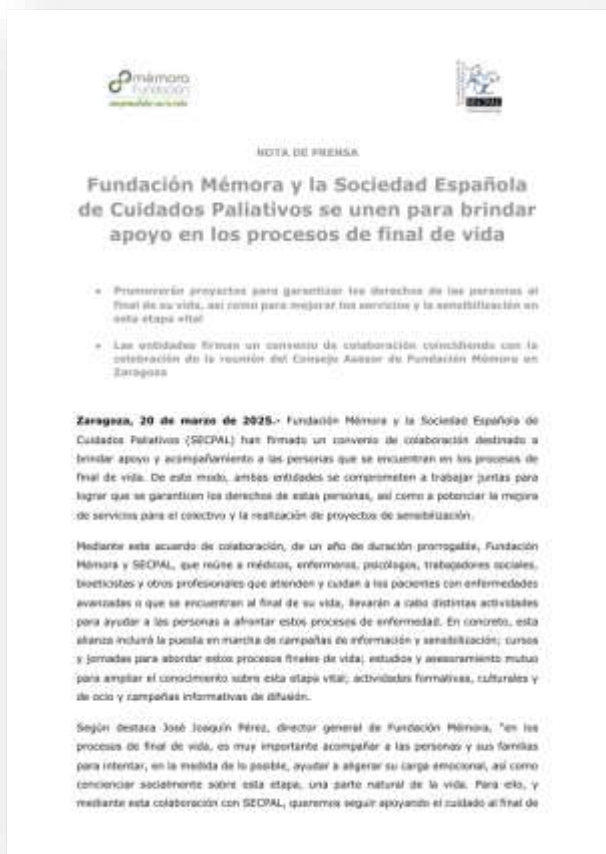 mémora
Fundación
SECPAL
NOTA DE PRENSA
Fundación Mémora y la Sociedad Española
de Cuidados Paliativos se unen para brindar
apoyo en los procesos de final de vida
• Promoverán proyectos para garantizar los derechos de las personas al
final de su vida, así como para mejorar los servicios y la sensibilización en
esta etapa vital
• Las entidades firman un convenio de colaboración coincidiendo con la
celebración de la reunión del Consejo Asesor de Fundación Mémora en
Zaragoza
Zaragoza, 20 de marzo de 2025.- Fundación Mémora y la Sociedad Española de
Cuidados Paliativos (SECPAL) han firmado un convenio de colaboración destinado a
brindar apoyo y acompañamiento a las personas que se encuentran en los procesos de
final de vida. De este modo, ambas entidades se comprometen a trabajar juntas para
lograr que se garanticen los derechos de estas personas, así como a potenciar la mejora
de servicios para el colectivo y la realización de proyectos de sensibilización.
Mediante este acuerdo de colaboración, de un año de duración prorrogable, Fundación
Mémora y SECPAL, que reúne a médicos, enfermeros, psicólogos, trabajadores sociales,
bioeticistas y otros profesionales que atienden y cuidan a los pacientes con enfermedades
avanzadas o que se encuentran al final de su vida, llevarán a cabo distintas actividades
para ayudar a las personas a afrontar estos procesos de enfermedad. En concreto, esta
alianza incluirá la puesta en marcha de campañas de información y sensibilización; cursos
y jornadas para abordar estos procesos finales de vida; estudios y asesoramiento mutuo
para ampliar el conocimiento sobre esta etapa vital; actividades formativas, culturales y
de ocio y campañas informativas de difusión.
Según destaca José Joaquín Pérez, director general de Fundación Mémora, "en los
procesos de final de vida, es muy importante acompañar a las personas y sus familias
para intentar, en la medida de lo posible, ayudar a aligerar su carga emocional, así como
concienciar socialmente sobre esta etapa, una parte natural de la vida. Para ello, y
mediante esta colaboración con SECPAL, queremos seguir apoyando el cuidado al final de